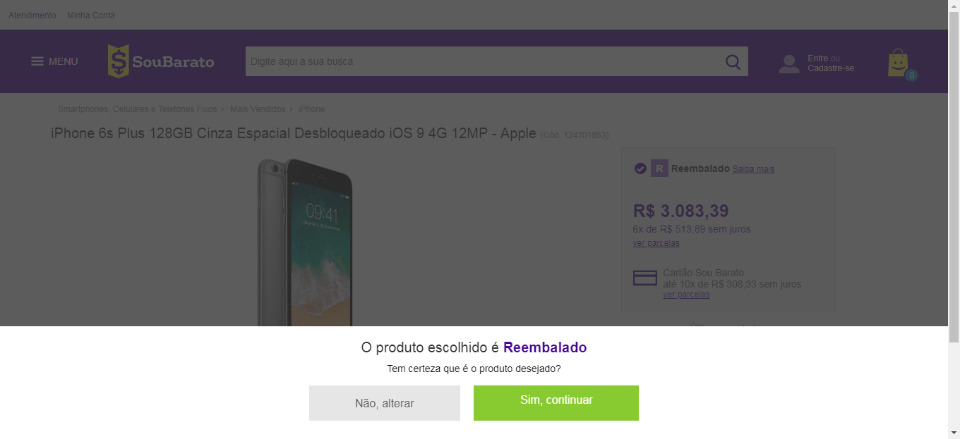 Atendimento Minha Conta
MENU
SouBarato
Digite aqui a sua busca
Entre ou
Cadastre-se
0
Smartphones, Celulares e Telefones Fixos > Mais Vendidos > iPhone
iPhone 6s Plus 128GB Cinza Espacial Desbloqueado iOS 9 4G 12MP - Apple
09:41
R Reembalado Saiba mais
R$ 3.083,39
6x de R$ 513,89 sem juros
ver parcelas
Cartão Sou Barato
até 10x de R$ 308,33 sem juros
ver parcelas
O produto escolhido é Reembalado
Tem certeza que é o produto desejado?
Não, alterar
Sim, continuar